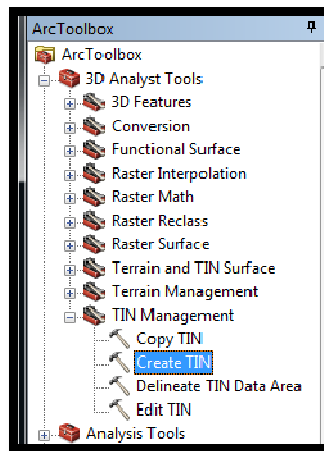 ArcToolbox
ArcToolbox
3D Analyst Tools
3D Features
Conversion
Functional Surface
Raster Interpolation
Raster Math
Raster Reclass
Raster Surface
Terrain and TIN Surface
Terrain Management
TIN Management
Copy TIN
Create TIN
Delineate TIN Data Area
Edit TIN
Analysis Tools